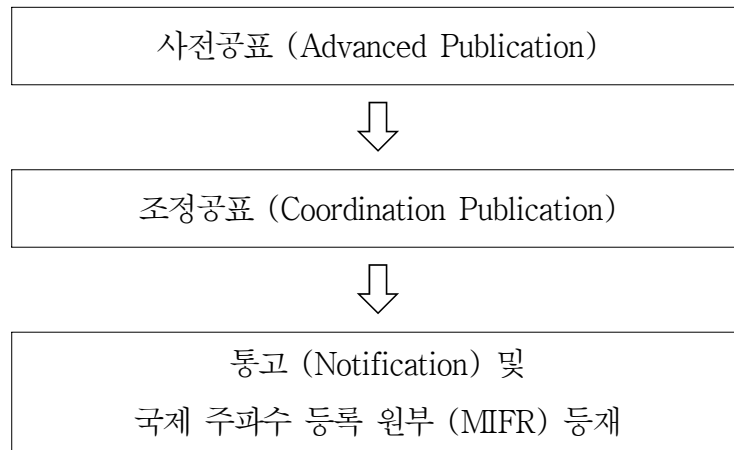 사전공표 (Advanced Publication)
조정공표 (Coordination Publication)
통고 (Notification) 및
국제 주파수 등록 원부 (MIFR) 등재